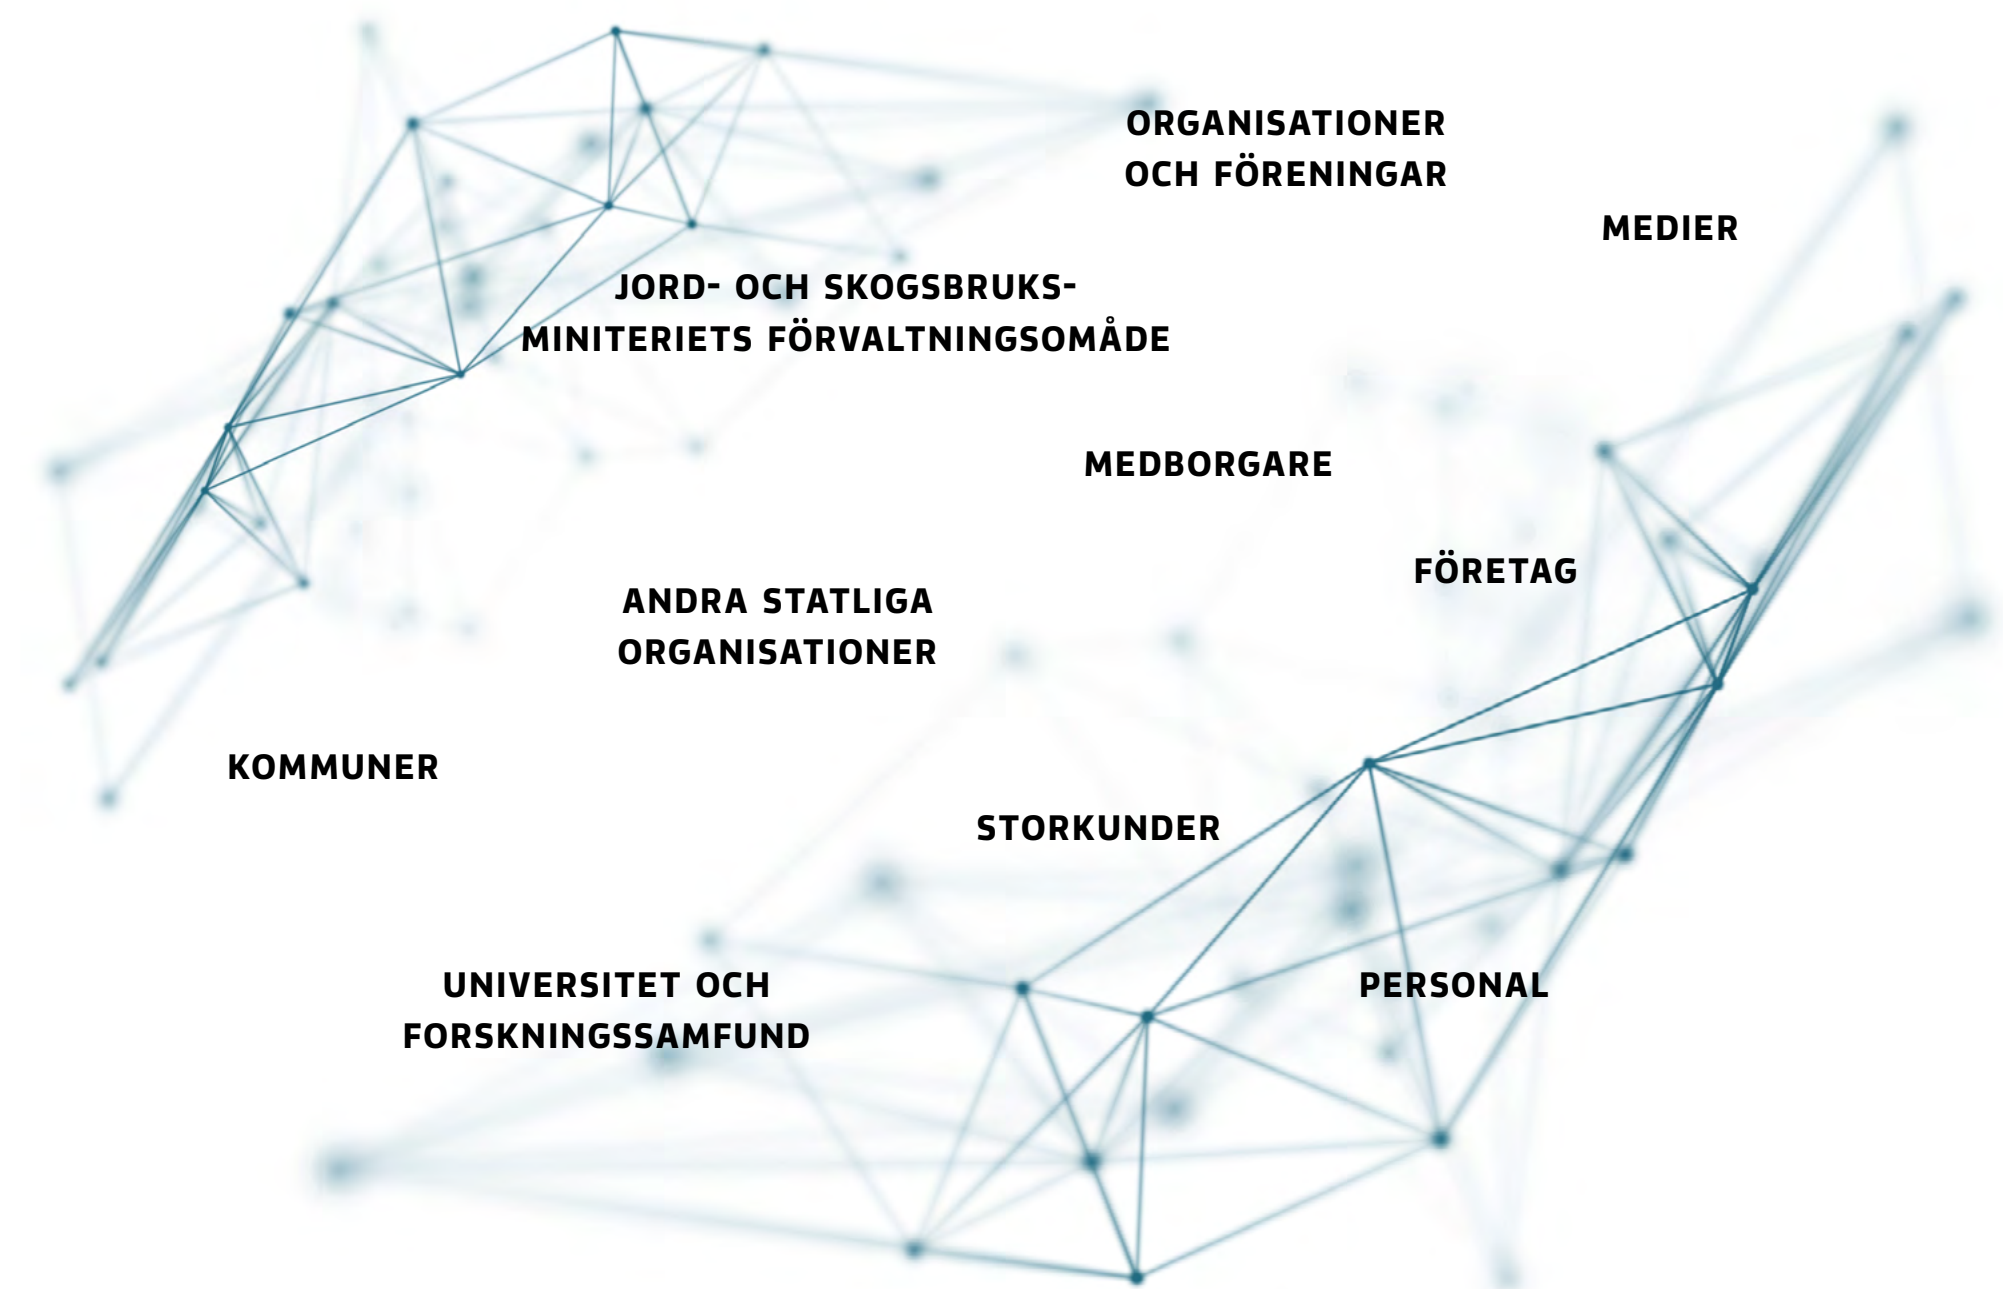 ORGANISATIONER
OCH FÖRENINGAR
MEDIER
JORD- OCH SKOGSBRUKS-
MINITERIETS FÖRVALTNINGSOMÅDE
MEDBORGARE
FÖRETAG
ANDRA STATLIGA
ORGANISATIONER
KOMMUNER
STORKUNDER
UNIVERSITET OCH
FORSKNINGSSAMFUND
PERSONAL